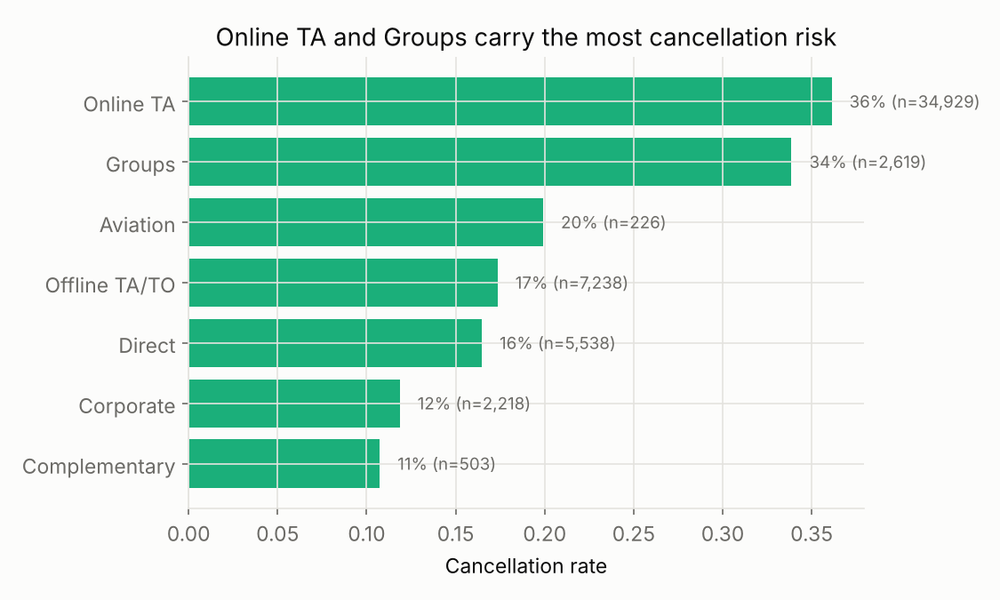 Online TA and Groups carry the most cancellation risk
Online TA 36% (n=34,929)
Groups 34% (n=2,619)
Aviation 20% (n=226)
Offline TA/TO 17% (n=7,238)
Direct 16% (n=5,538)
Corporate 12% (n=2,218)
Complementary 11% (n=503)
0.00 0.05 0.10 0.15 0.20 0.25 0.30 0.35
Cancellation rate